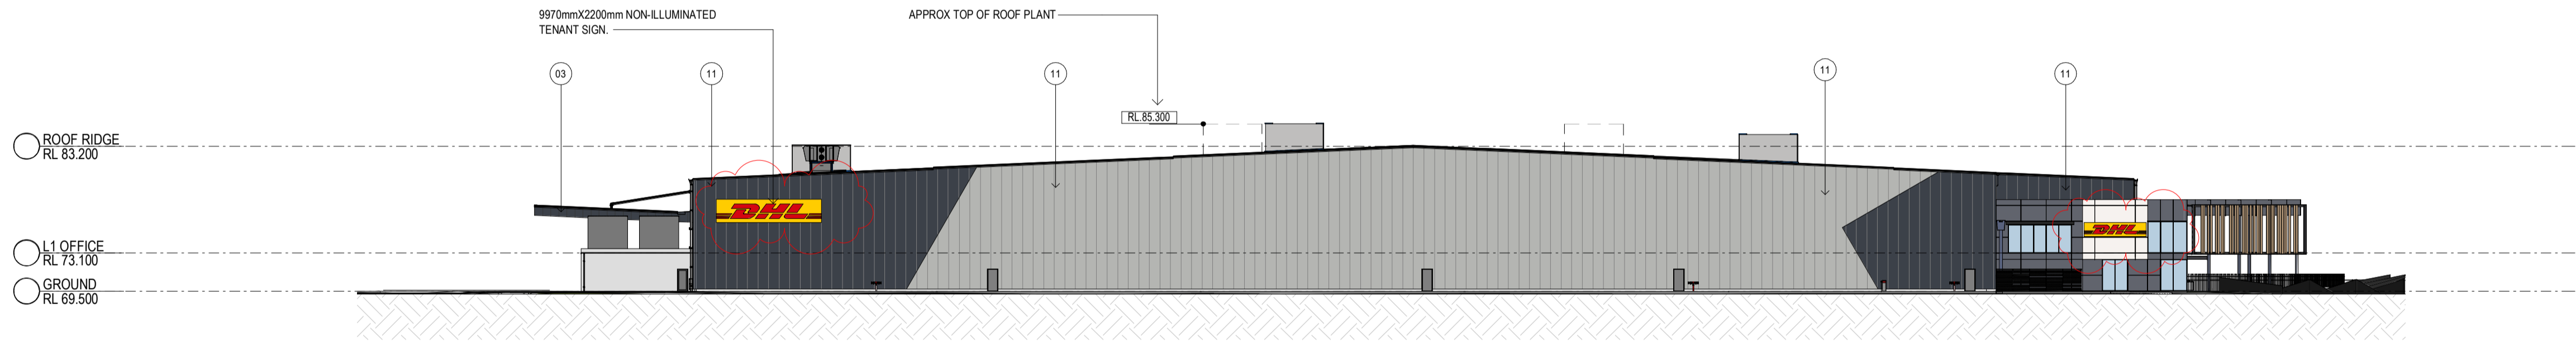 9970mmX2200mm NON-ILLUMINATED
TENANT SIGN.
APPROX TOP OF ROOF PLANT
03
11
11
11
11
RL.85.300
ROOF RIDGE
RL 83.200
DHL
DHL
L1 OFFICE
RL 73.100
GROUND
RL 69.500